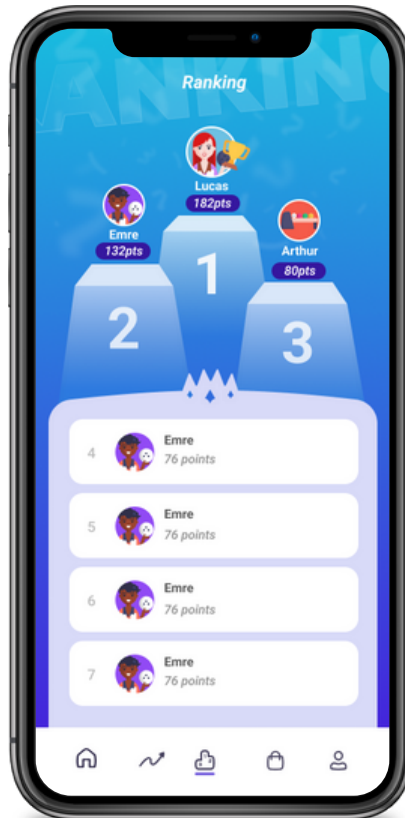 RANKING
Ranking
Lucas
182pts
Emre
132pts
Arthur
80pts
1
2
3
4
Emre
76 points
5
Emre
76 points
6
Emre
76 points
7
Emre
76 points